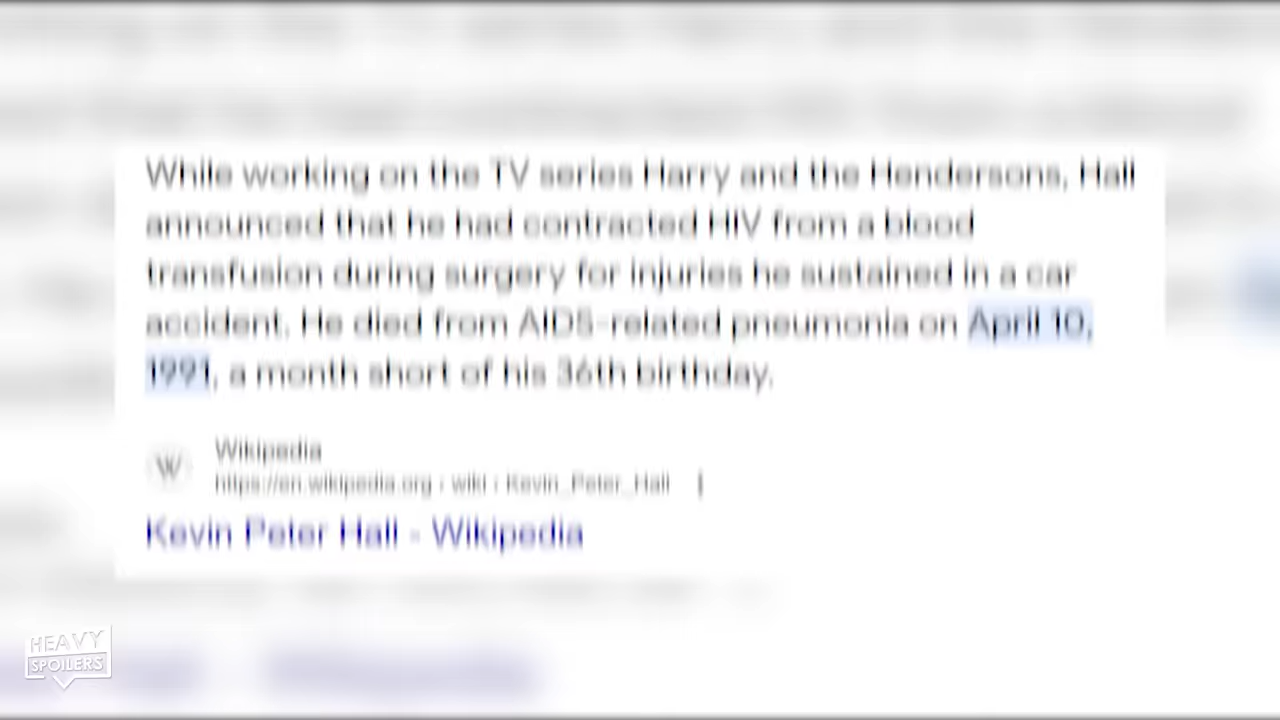 While working on the TV series Harry and the Hendersons, Hall
announced that he had contracted HIV from a blood
transfusion during surgery for injuries he sustained in a car
accident. He died from AIDS-related pneumonia on April 10,
1991, a month short of his 36th birthday.
Wikipedia
https://en.wikipedia.org › wiki › Kevin_Peter_Hall
Kevin Peter Hall - Wikipedia
HEAVY
SPOILERS